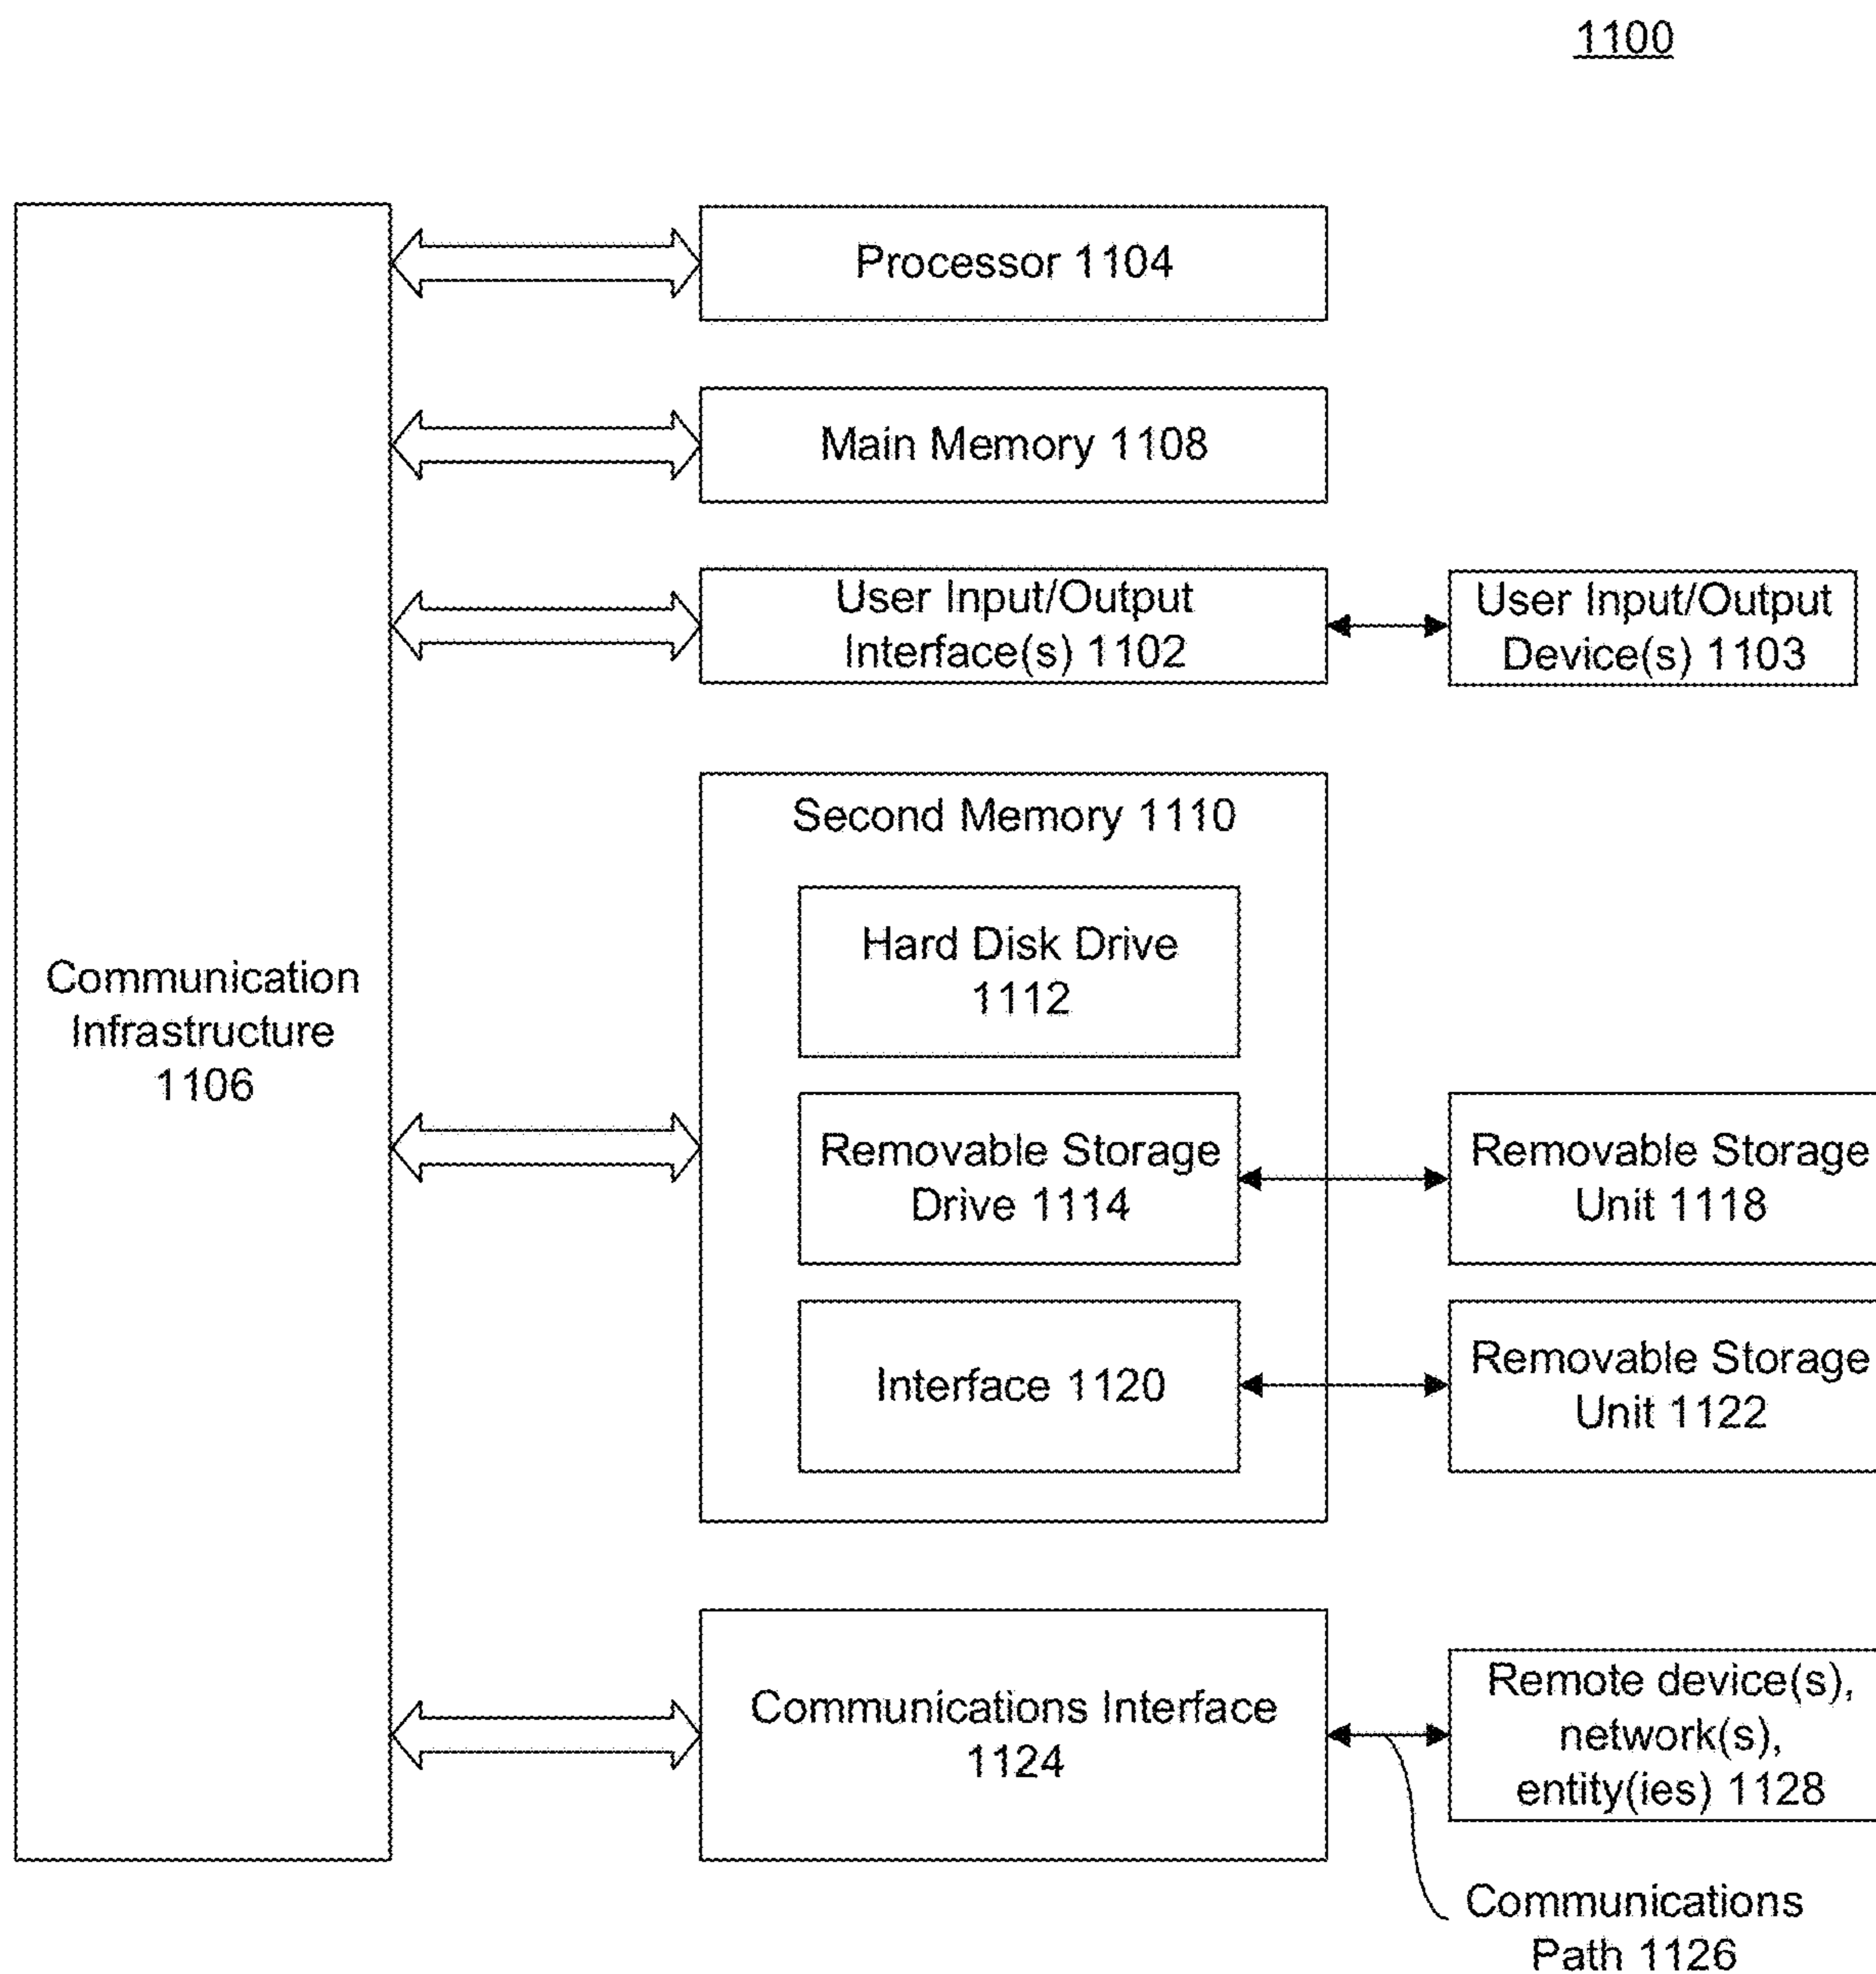 1100
Processor 1104
Main Memory 1108
User Input/Output
Interface(s) 1102
User Input/Output
Device(s) 1103
Second Memory 1110
Hard Disk Drive
1112
Communication
Infrastructure
1106
Removable Storage
Drive 1114
Removable Storage
Unit 1118
Interface 1120
Removable Storage
Unit 1122
Communications Interface
1124
Remote device(s),
network(s),
entity(ies) 1128
Communications
Path 1126